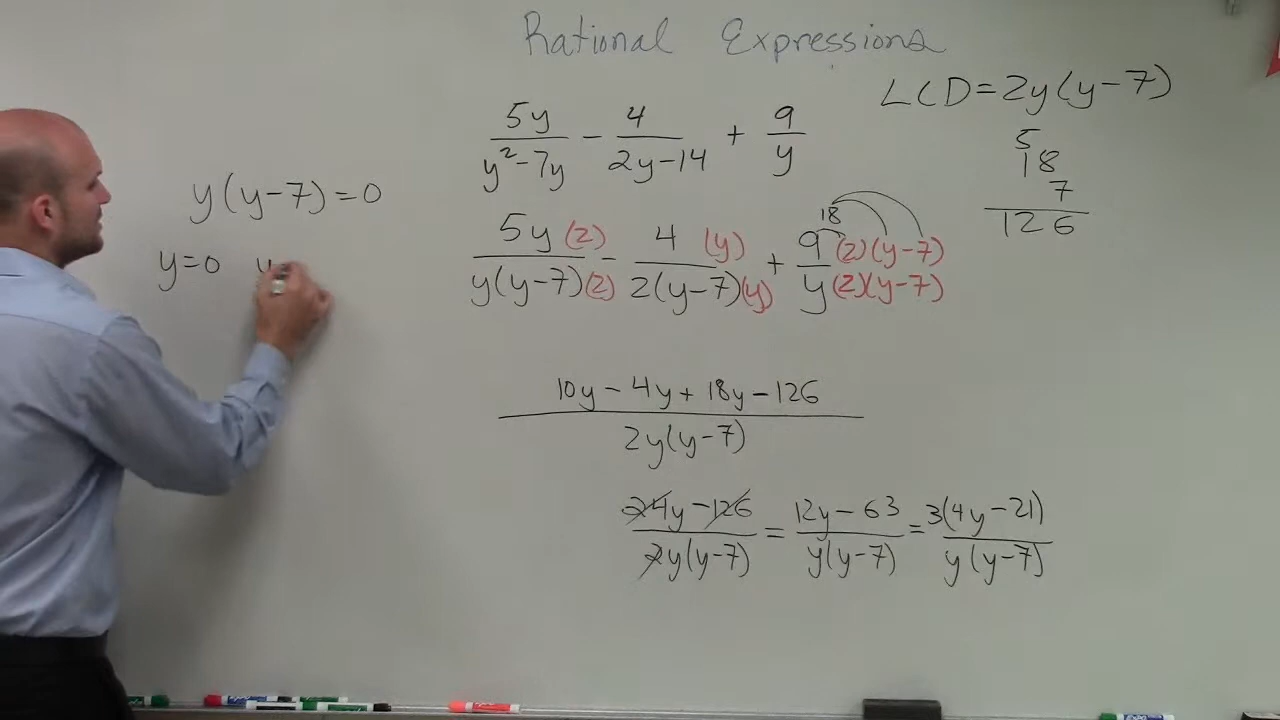 Rational Expressions
LCD=2y(y-7)
5y/(y²-7y) - 4/(2y-14) + 9/y
5
18
7
126
y(y-7)=0
y=0 y
18
5y(2)/(y(y-7)(2)) - 4(y)/(2(y-7)(y)) + 9(2)(y-7)/(y(2)(y-7))
(10y-4y+18y-126)/(2y(y-7))
(24y-126)/(2y(y-7)) = (12y-63)/(y(y-7)) = 3(4y-21)/(y(y-7))